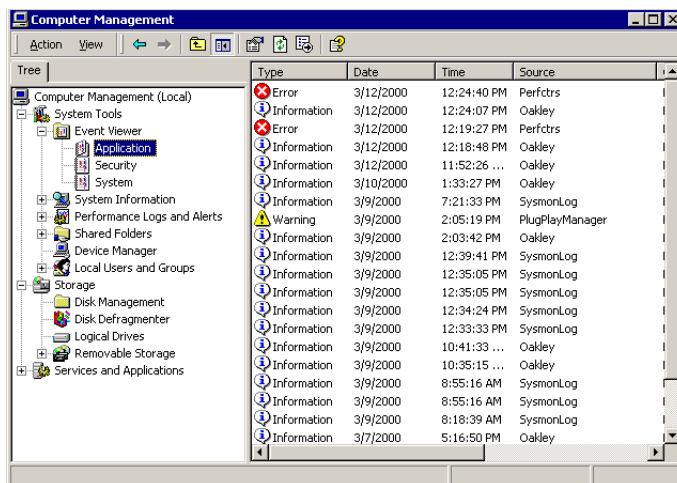 Computer Management
Action View
Tree
Computer Management (Local)
System Tools
Event Viewer
Application
Security
System
System Information
Performance Logs and Alerts
Shared Folders
Device Manager
Local Users and Groups
Storage
Disk Management
Disk Defragmenter
Logical Drives
Removable Storage
Services and Applications
Type Date Time Source
Error 3/12/2000 12:24:40 PM Perfctrs
Information 3/12/2000 12:24:07 PM Oakley
Error 3/12/2000 12:19:27 PM Perfctrs
Information 3/12/2000 12:18:48 PM Oakley
Information 3/12/2000 11:52:26 ... Oakley
Information 3/10/2000 1:33:27 PM Oakley
Information 3/9/2000 7:21:33 PM SysmonLog
Warning 3/9/2000 2:05:19 PM PlugPlayManager
Information 3/9/2000 2:03:42 PM Oakley
Information 3/9/2000 12:39:41 PM SysmonLog
Information 3/9/2000 12:35:05 PM SysmonLog
Information 3/9/2000 12:35:05 PM SysmonLog
Information 3/9/2000 12:34:24 PM SysmonLog
Information 3/9/2000 12:33:33 PM SysmonLog
Information 3/9/2000 10:41:33 ... Oakley
Information 3/9/2000 10:35:15 ... Oakley
Information 3/9/2000 8:55:16 AM SysmonLog
Information 3/9/2000 8:55:16 AM SysmonLog
Information 3/9/2000 8:18:39 AM SysmonLog
Information 3/7/2000 5:16:50 PM Oakley